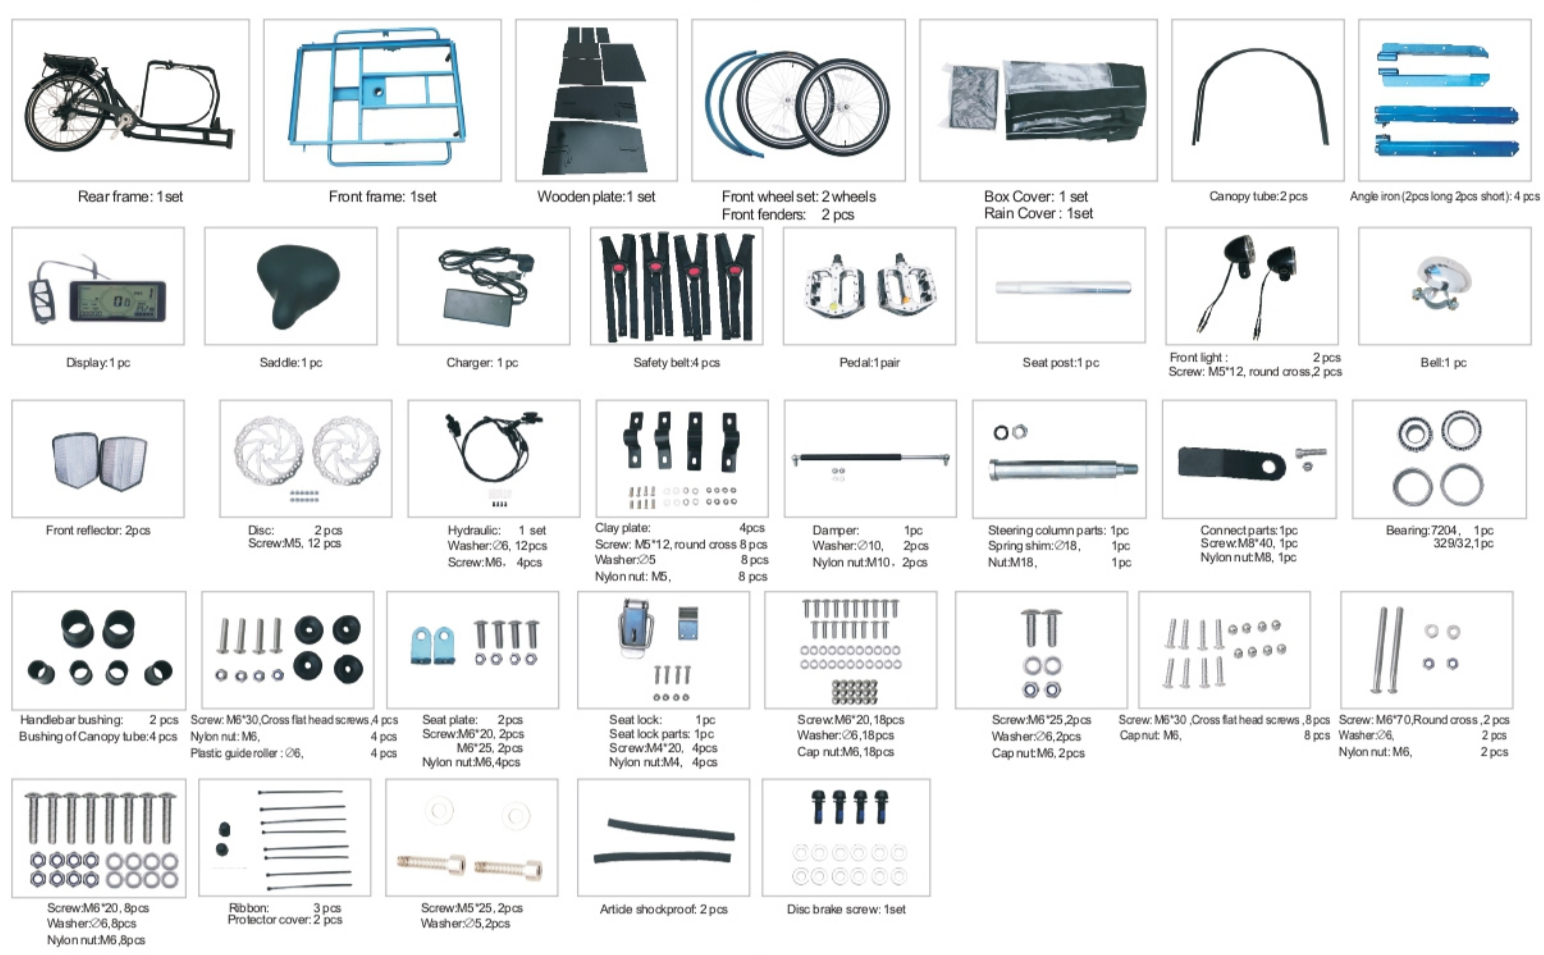 Rear frame: 1set
Front frame: 1set
Wooden plate:1 set
Front wheel set: 2 wheels
Front fenders: 2 pcs
Box Cover: 1 set
Rain Cover : 1set
Canopy tube:2 pcs
Angle iron(2pcs long 2pcs short): 4 pcs
Display:1 pc
Saddle:1 pc
Charger: 1 pc
Safety belt:4 pcs
Pedal:1pair
Seat post:1 pc
Front light : 2 pcs
Screw: M5*12, round cross,2 pcs
Bell:1 pc
Front reflector: 2pcs
Disc: 2 pcs
Screw:M5, 12 pcs
Hydraulic: 1 set
Washer:∅6, 12pcs
Screw:M6, 4pcs
Clay plate: 4pcs
Screw: M5*12, round cross 8 pcs
Washer:∅5 8 pcs
Nylon nut: M5, 8 pcs
Damper: 1pc
Washer:∅10, 2pcs
Nylon nut:M10, 2pcs
Steering column parts: 1pc
Spring shim:∅18, 1pc
Nut:M18, 1pc
Connect parts:1pc
Screw:M8*40, 1pc
Nylon nut:M8, 1pc
Bearing:7204, 1pc
329/32,1pc
Handlebar bushing: 2 pcs
Bushing of Canopy tube:4 pcs
Screw: M6*30,Cross flat head screws,4 pcs
Nylon nut: M6, 4 pcs
Plastic guide roller : ∅6, 4 pcs
Seat plate: 2pcs
Screw:M6*20, 2pcs
M6*25, 2pcs
Nylon nut:M6,4pcs
Seat lock: 1pc
Seat lock parts: 1pc
Screw:M4*20, 4pcs
Nylon nut:M4, 4pcs
Screw:M6*20,18pcs
Washer:∅6,18pcs
Cap nut:M6,18pcs
Screw:M6*25,2pcs
Washer:∅6,2pcs
Cap nut:M6, 2pcs
Screw: M6*30 ,Cross flat head screws ,8 pcs
Cap nut: M6, 8 pcs
Screw: M6*70,Round cross ,2 pcs
Washer:∅6, 2 pcs
Nylon nut: M6, 2 pcs
Screw:M6*20, 8pcs
Washer:∅6,8pcs
Nylon nut:M6,8pcs
Ribbon: 3 pcs
Protector cover: 2 pcs
Screw:M5*25, 2pcs
Washer:∅5,2pcs
Article shockproof: 2 pcs
Disc brake screw: 1set